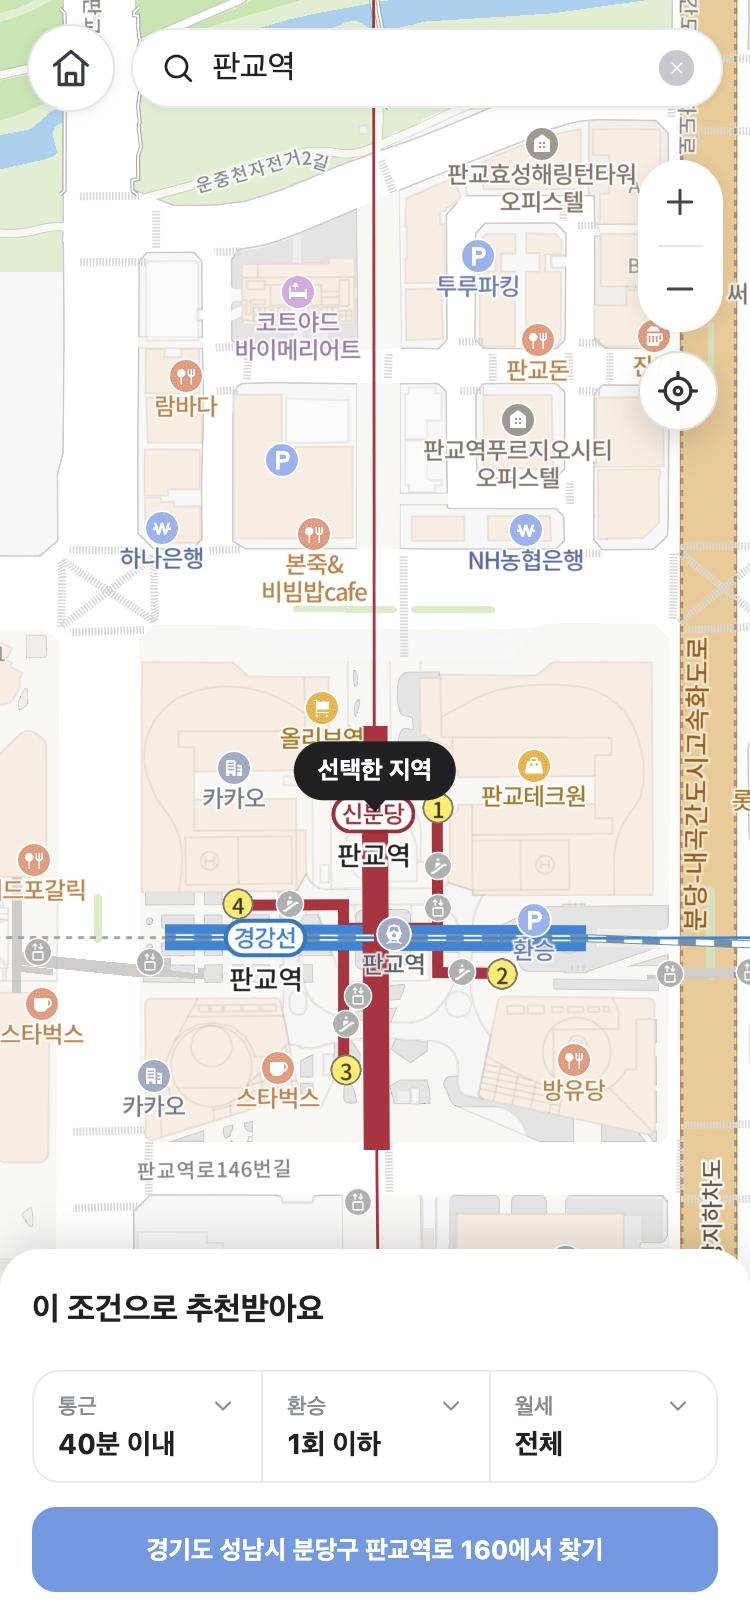 판교역
운중천자전거2길
판교효성해링턴타워
오피스텔
P
투루파킹
코트야드
바이메리어트
판교돈
람바다
P
판교역푸르지오시티
오피스텔
하나은행
본죽&
비빔밥cafe
NH농협은행
올리브영
선택한 지역
카카오
판교테크원
신분당
1
판교역
4
P
환승
경강선
판교역
판교역
2
드포갈릭
스타벅스
카카오
스타벅스
3
방유당
분당-내곡간도시고속화도로
판교역로146번길
지하차도
이 조건으로 추천받아요
통근
40분 이내
환승
1회 이하
월세
전체
경기도 성남시 분당구 판교역로 160에서 찾기